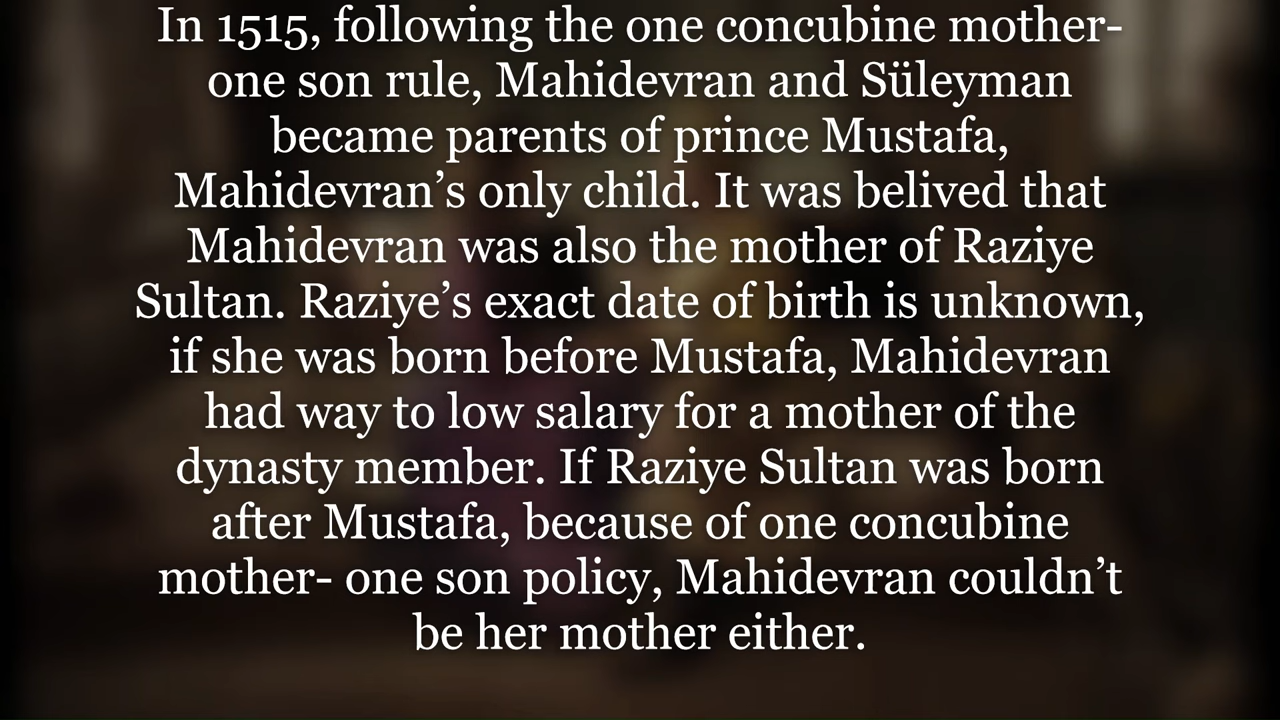 In 1515, following the one concubine mother-
one son rule, Mahidevran and Süleyman
became parents of prince Mustafa,
Mahidevran’s only child. It was belived that
Mahidevran was also the mother of Raziye
Sultan. Raziye’s exact date of birth is unknown,
if she was born before Mustafa, Mahidevran
had way to low salary for a mother of the
dynasty member. If Raziye Sultan was born
after Mustafa, because of one concubine
mother- one son policy, Mahidevran couldn’t
be her mother either.